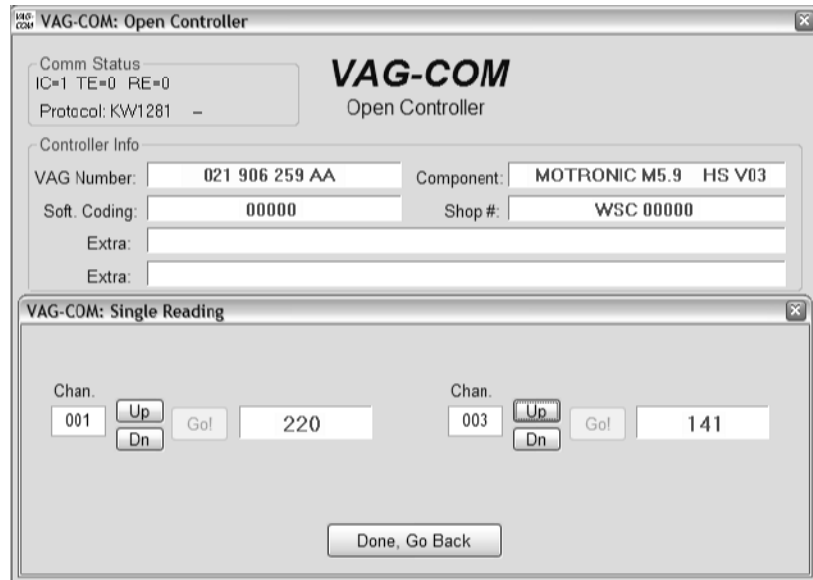 VAG-COM VAG-COM: Open Controller
Comm Status
IC=1 TE=0 RE=0
Protocol: KW1281 –
VAG-COM
Open Controller
Controller Info
VAG Number: 021 906 259 AA Component: MOTRONIC M5.9 HS V03
Soft. Coding: 00000 Shop #: WSC 00000
Extra:
Extra:
VAG-COM: Single Reading
Chan. Chan.
001 Up Dn Go! 220 003 Up Dn Go! 141
Done, Go Back